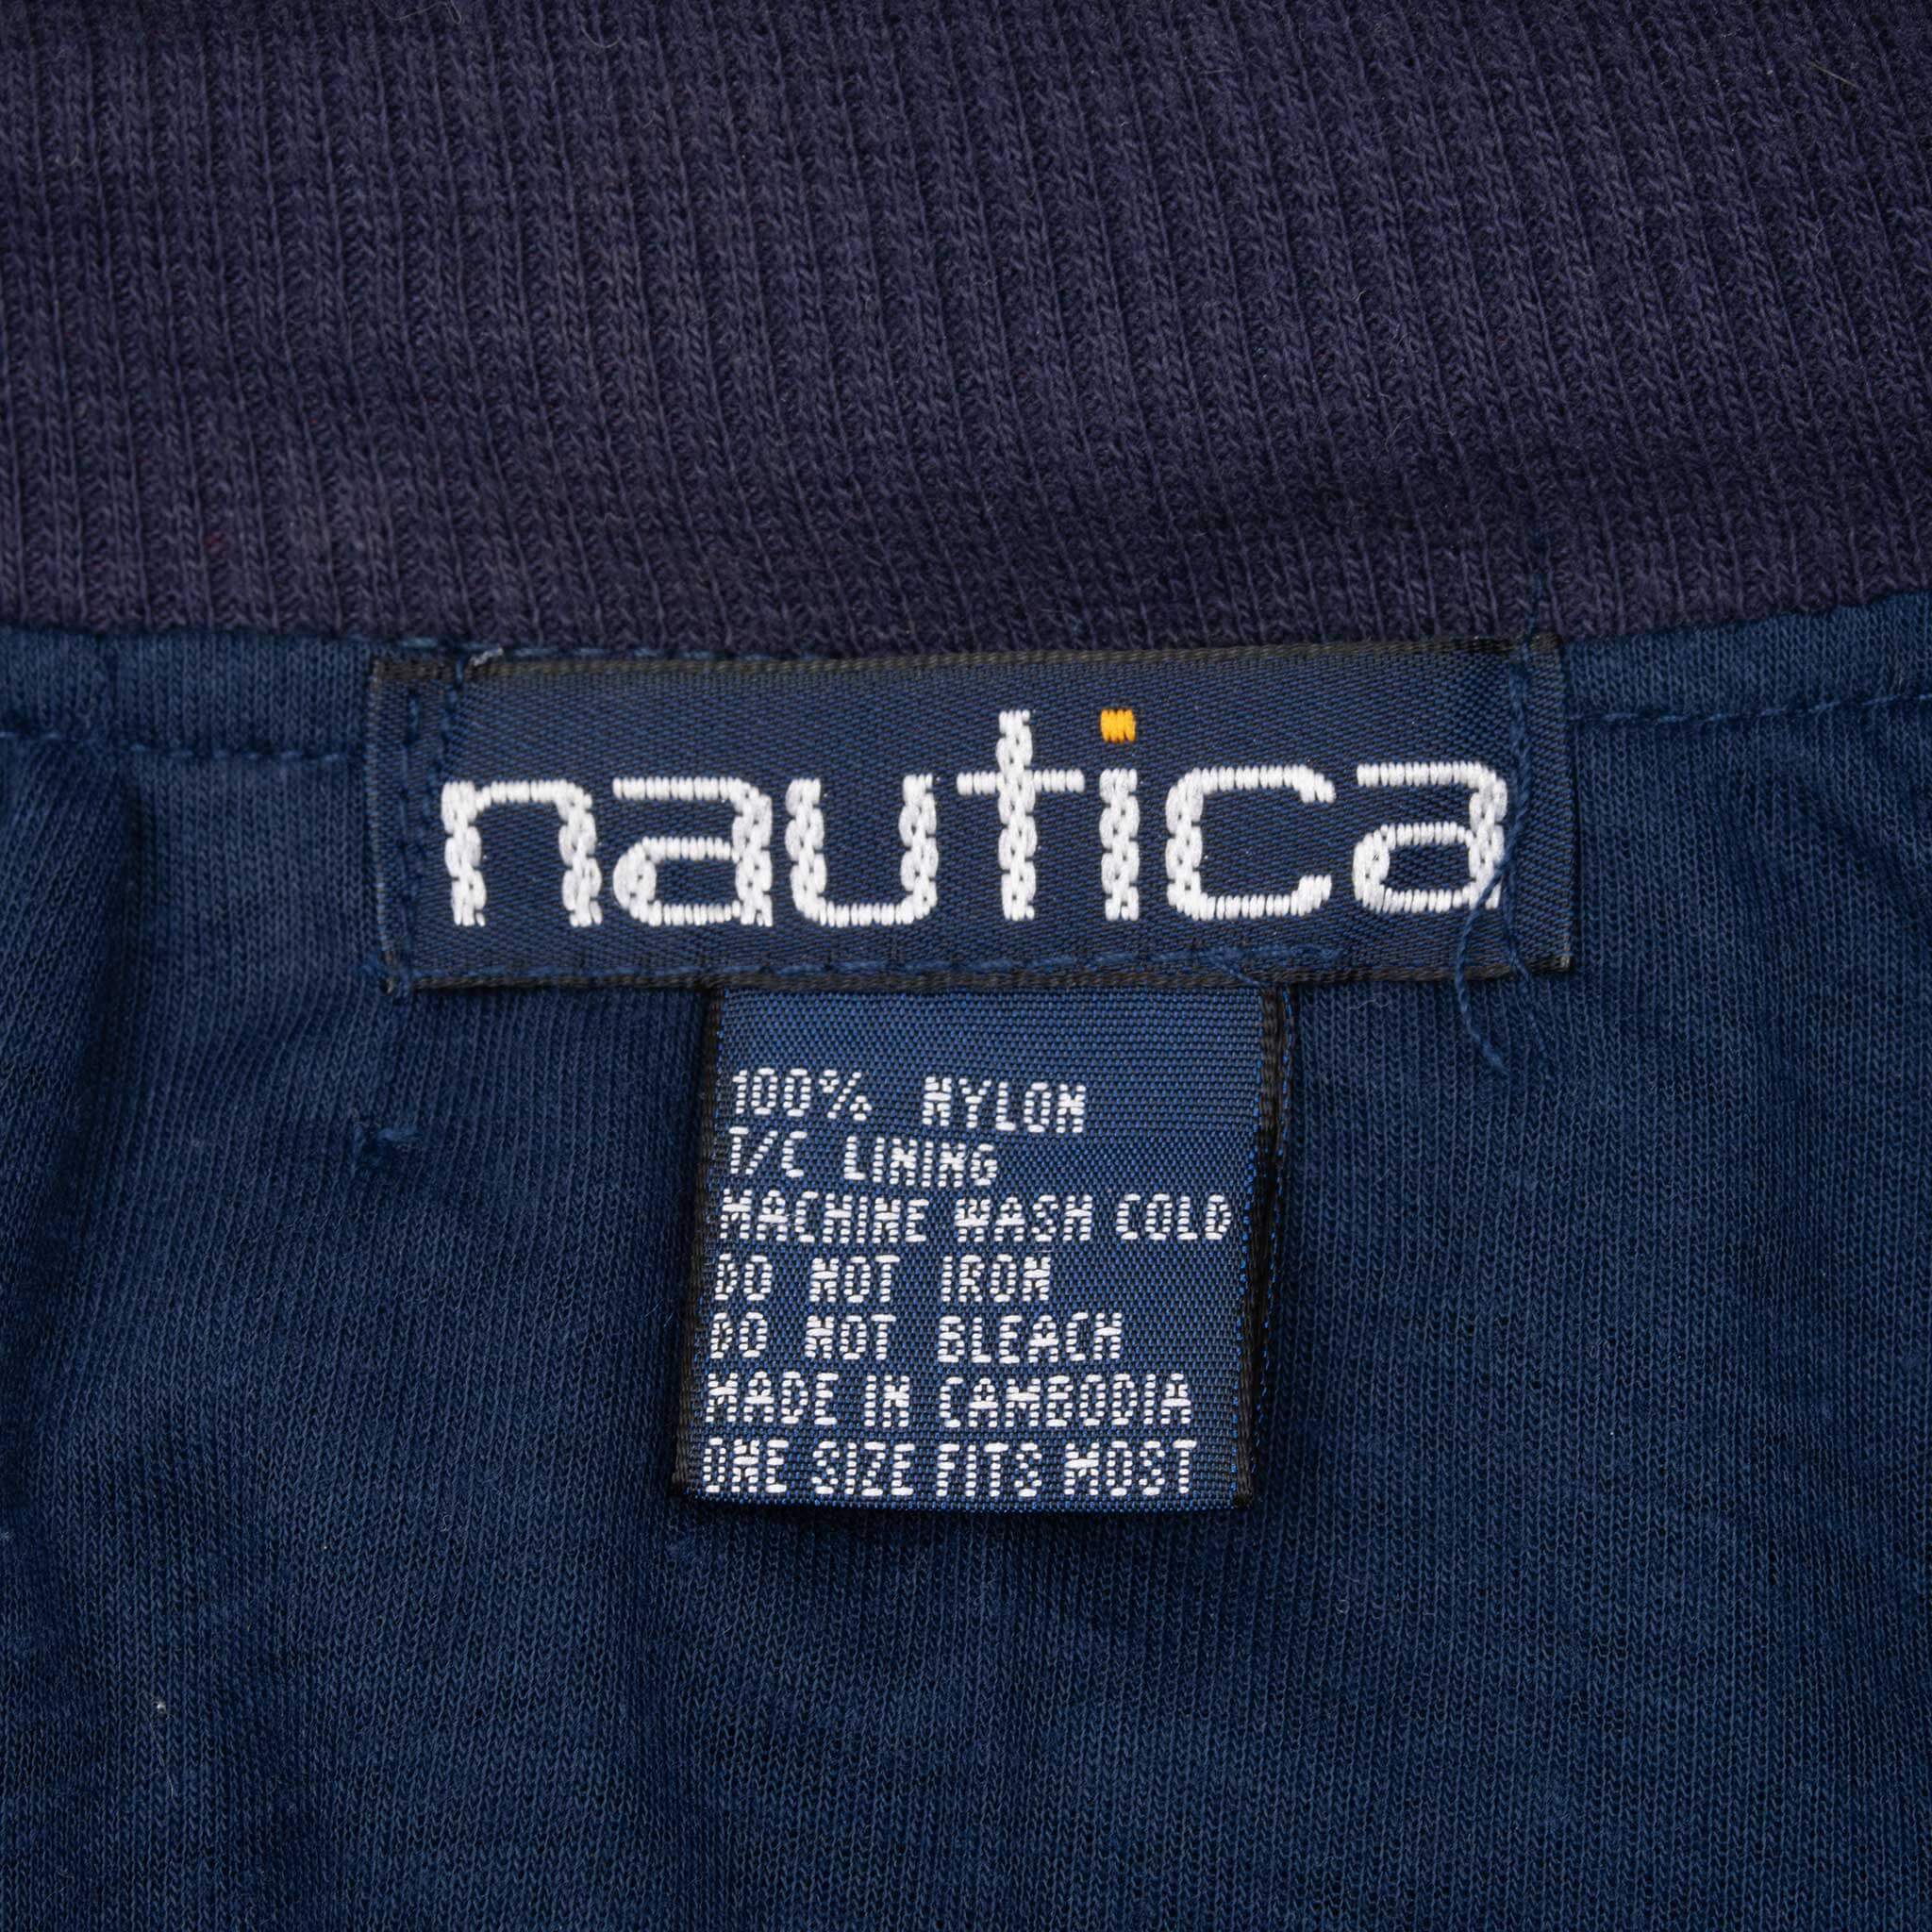 nautica
100% NYLON
T/C LINING
MACHINE WASH COLD
DO NOT IRON
DO NOT BLEACH
MADE IN CAMBODIA
ONE SIZE FITS MOST